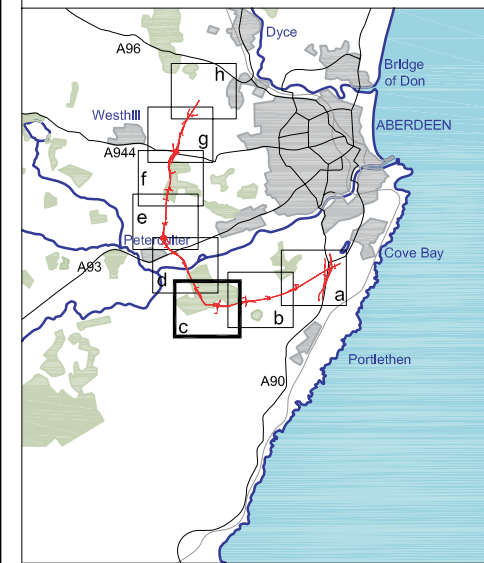 Dyce
A96
Bridge
of Don
h
Westhill
ABERDEEN
g
A944
f
e
Peterculter
Cove Bay
A93
d
a
b
c
Portlethen
A90